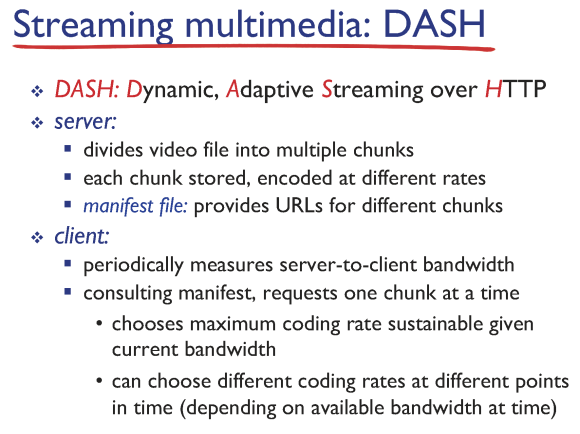 Streaming multimedia: DASH
❖ DASH: Dynamic, Adaptive Streaming over HTTP
❖ server:
▪ divides video file into multiple chunks
▪ each chunk stored, encoded at different rates
▪ manifest file: provides URLs for different chunks
❖ client:
▪ periodically measures server-to-client bandwidth
▪ consulting manifest, requests one chunk at a time
• chooses maximum coding rate sustainable given
current bandwidth
• can choose different coding rates at different points
in time (depending on available bandwidth at time)